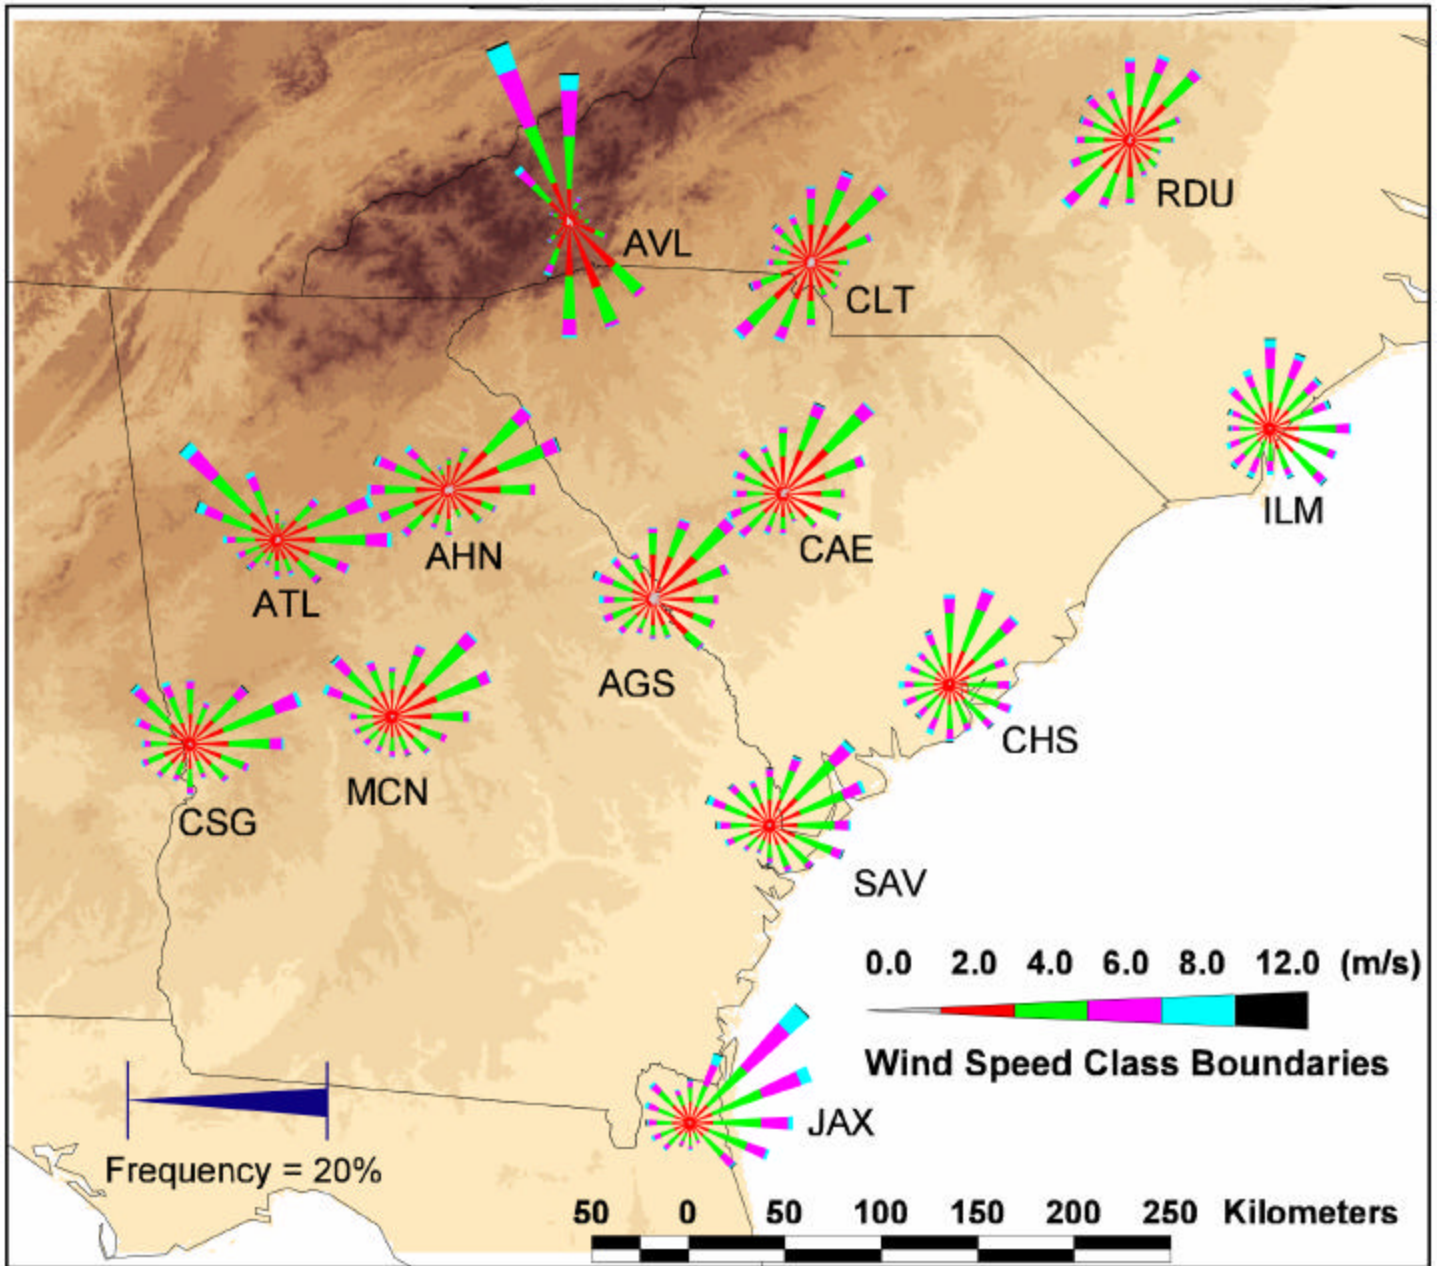 RDU
AVL
CLT
ILM
AHN
CAE
ATL
AGS
CHS
MCN
CSG
SAV
0.0 2.0 4.0 6.0 8.0 12.0 (m/s)
Wind Speed Class Boundaries
JAX
Frequency = 20%
50 0 50 100 150 200 250 Kilometers